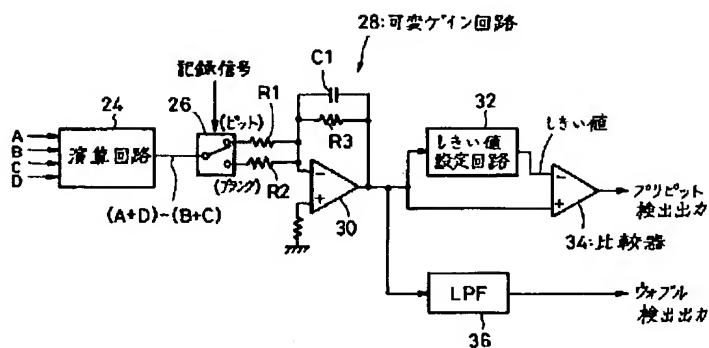 28:可変ゲイン回路
C1
記録信号
R1
R3
24
26
(ピット)
32
しきい値
A
B
C
D
演算回路
しきい値
設定回路
R2
(ブランク)
−
+
30
−
+
プリピット
検出出力
(A+D)−(B+C)
34:比較器
LPF
ウォブル
検出出力
36